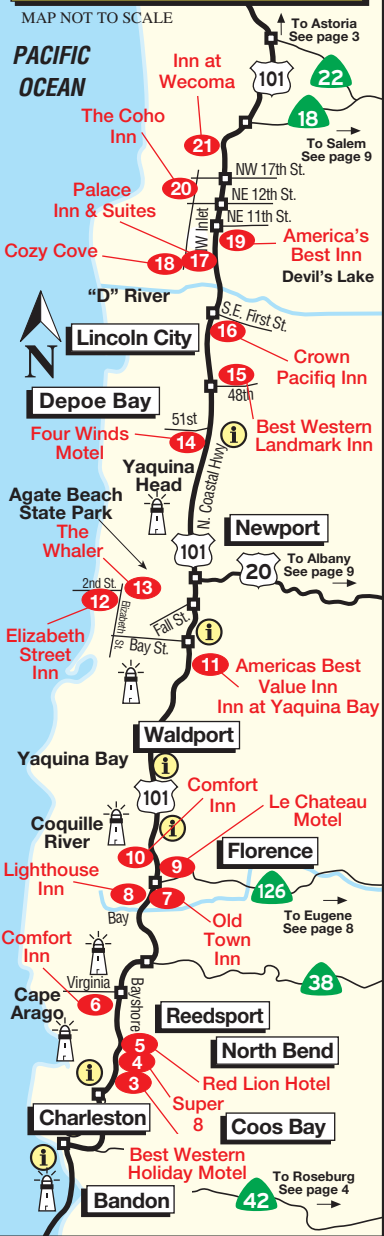 MAP NOT TO SCALE
To Astoria
See page 3
PACIFIC
OCEAN
Inn at
Wecoma
101
22
18
The Coho
Inn
21
To Salem
See page 9
NW 17th St.
20
NE 12th St.
Palace
Inn & Suites
NW Inlet
NE 11th St.
19
America's
Best Inn
Cozy Cove
18
17
Devil's Lake
"D" River
S.E. First St.
N
Lincoln City
16
Crown
Pacifiq Inn
15
48th
Depoe Bay
51st
Best Western
Landmark Inn
Four Winds
Motel
14
i
N. Coastal Hwy
Yaquina
Head
Agate Beach
State Park
Newport
The
Whaler
101
20
To Albany
See page 9
13
2nd St.
12
Elizabeth St.
Fall St.
Bay St.
i
Elizabeth
Street
Inn
11
Americas Best
Value Inn
Inn at Yaquina Bay
Waldport
Yaquina Bay
i
101
Comfort
Inn
Le Chateau
Motel
Coquille
River
i
10
9
Florence
Lighthouse
Inn
8
7
126
Bay
Old
Town
Inn
To Eugene
See page 8
Comfort
Inn
38
Virginia
Bayshore
6
Cape
Arago
Reedsport
5
North Bend
4
i
3
Red Lion Hotel
Super
8
Charleston
Coos Bay
i
Best Western
Holiday Motel
To Roseburg
See page 4
42
Bandon